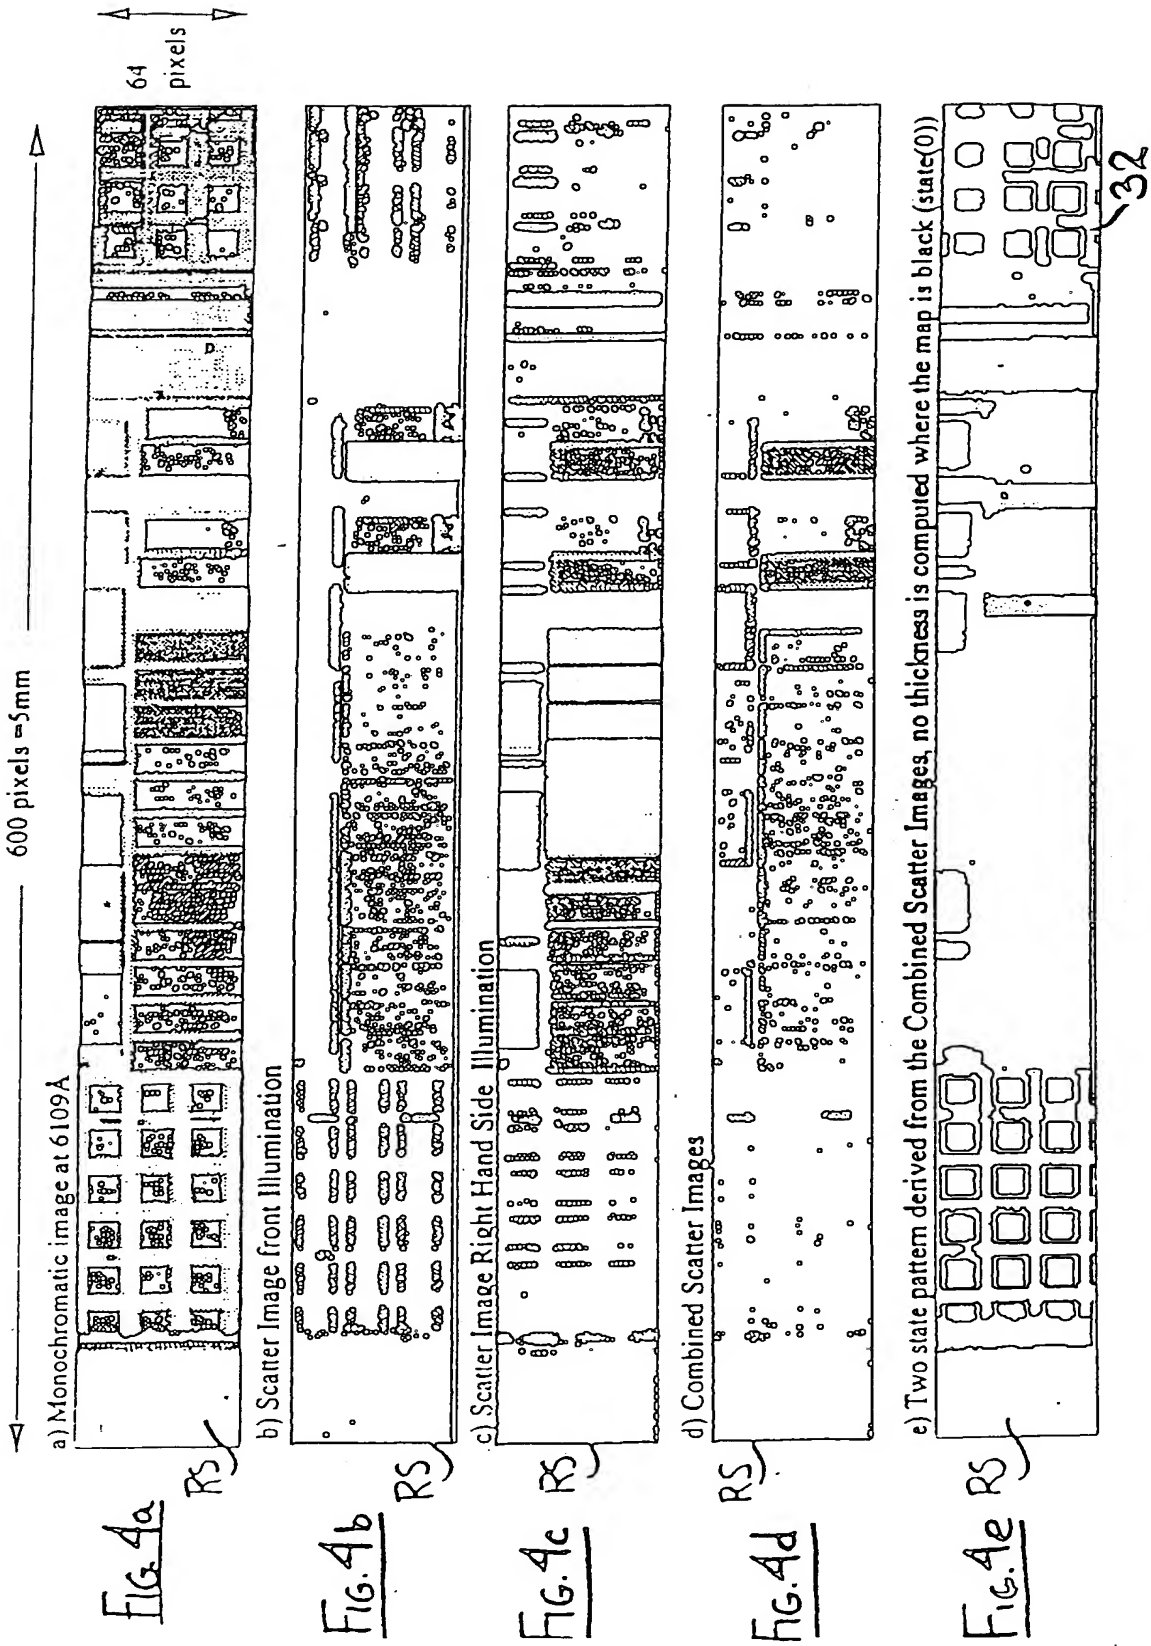 600 pixels = 5mm
64
pixels
a) Monochromatic image at 6109Å
RS
FIG. 4a
b) Scatter Image front Illumination
RS
FIG. 4b
c) Scatter Image Right Hand Side Illumination
RS
FIG. 4c
d) Combined Scatter Images
RS
FIG. 4d
e) Two state pattern derived from the Combined Scatter Images, no thickness is computed where the map is black (state(0))
32
RS
FIG. 4e